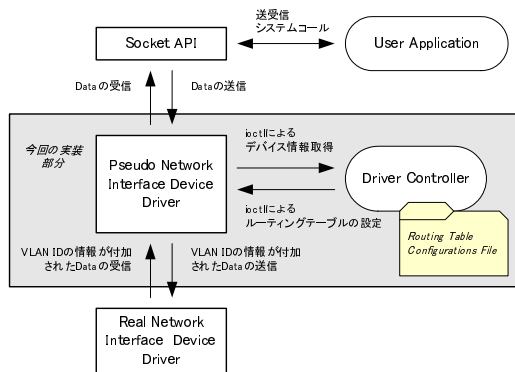 送受信
システムコール
Socket API
User Application
Dataの受信
Dataの送信
今回の実装
部分
ioctlによる
デバイス情報取得
Pseudo Network
Interface Device
Driver
Driver Controller
ioctlによる
ルーティングテーブルの設定
Routing Table
Configurations File
VLAN IDの情報が付加
されたDataの受信
VLAN IDの情報が付加
されたDataの送信
Real Network
Interface Device
Driver